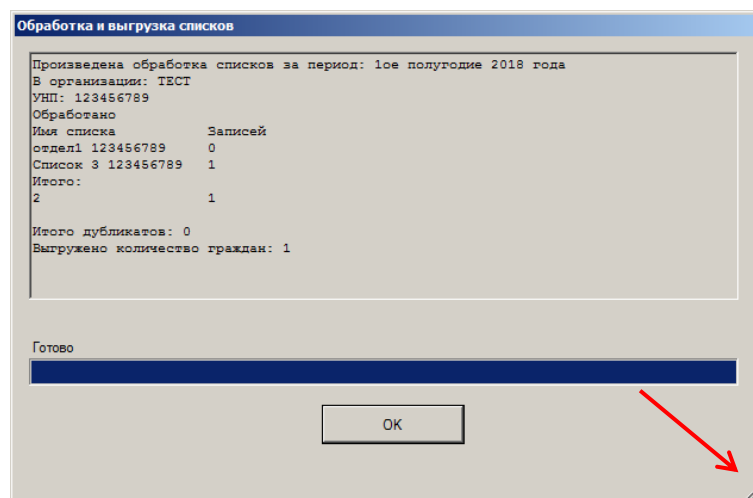 Обработка и выгрузка списков
Произведена обработка списков за период: 1ое полугодие 2018 года
В организации: ТЕСТ
УНП: 123456789
Обработано
Имя списка Записей
отдел1 123456789 0
Список 3 123456789 1
Итого:
2 1
Итого дубликатов: 0
Выгружено количество граждан: 1
Готово
OK